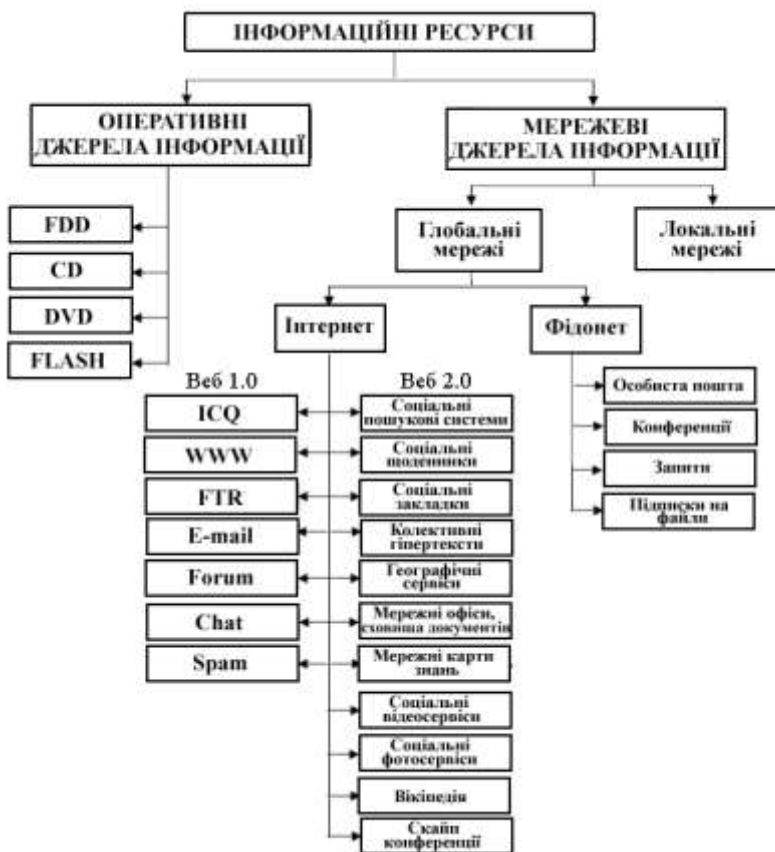 ІНФОРМАЦІЙНІ РЕСУРСИ
ОПЕРАТИВНІ
ДЖЕРЕЛА ІНФОРМАЦІЇ
МЕРЕЖЕВІ
ДЖЕРЕЛА ІНФОРМАЦІЇ
FDD
CD
DVD
FLASH
Глобальні
мережі
Локальні
мережі
Інтернет
Фідонет
Веб 1.0
ICQ
WWW
FTR
E-mail
Forum
Chat
Spam
Веб 2.0
Соціальні
пошукові системи
Соціальні
щоденники
Соціальні
закладки
Колективні
гіпертексти
Географічні
сервіси
Мережні офіси,
сховища документів
Мережні карти
знань
Соціальні
відеосервіси
Соціальні
фотосервіси
Вікіпедія
Скайп
конференції
Особиста пошта
Конференції
Запити
Підписки на
файли